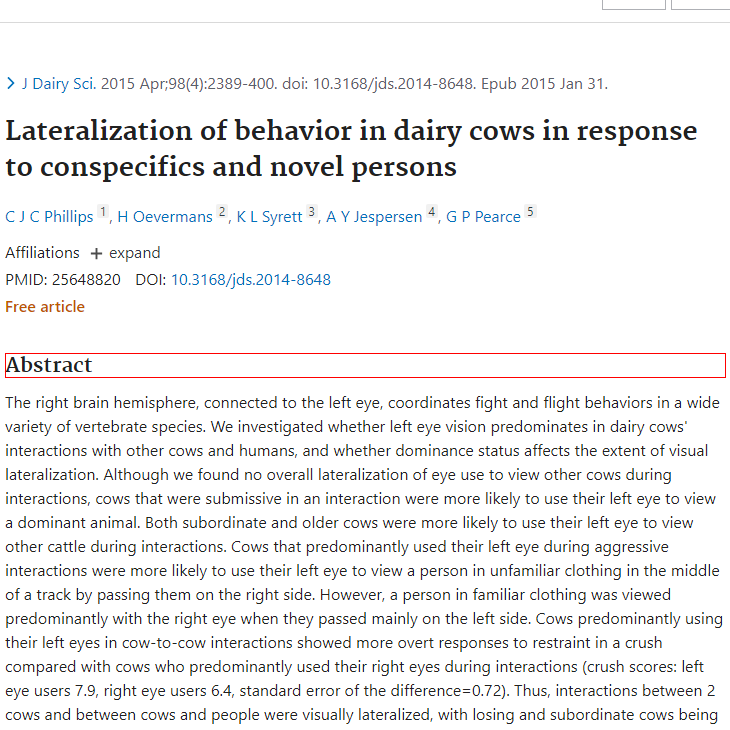 J Dairy Sci. 2015 Apr;98(4):2389-400. doi: 10.3168/jds.2014-8648. Epub 2015 Jan 31.
Lateralization of behavior in dairy cows in response
to conspecifics and novel persons
C J C Phillips 1, H Oevermans 2, K L Syrett 3, A Y Jespersen 4, G P Pearce 5
Affiliations + expand
PMID: 25648820 DOI: 10.3168/jds.2014-8648
Free article
Abstract
The right brain hemisphere, connected to the left eye, coordinates fight and flight behaviors in a wide
variety of vertebrate species. We investigated whether left eye vision predominates in dairy cows'
interactions with other cows and humans, and whether dominance status affects the extent of visual
lateralization. Although we found no overall lateralization of eye use to view other cows during
interactions, cows that were submissive in an interaction were more likely to use their left eye to view
a dominant animal. Both subordinate and older cows were more likely to use their left eye to view
other cattle during interactions. Cows that predominantly used their left eye during aggressive
interactions were more likely to use their left eye to view a person in unfamiliar clothing in the middle
of a track by passing them on the right side. However, a person in familiar clothing was viewed
predominantly with the right eye when they passed mainly on the left side. Cows predominantly using
their left eyes in cow-to-cow interactions showed more overt responses to restraint in a crush
compared with cows who predominantly used their right eyes during interactions (crush scores: left
eye users 7.9, right eye users 6.4, standard error of the difference=0.72). Thus, interactions between 2
cows and between cows and people were visually lateralized, with losing and subordinate cows being